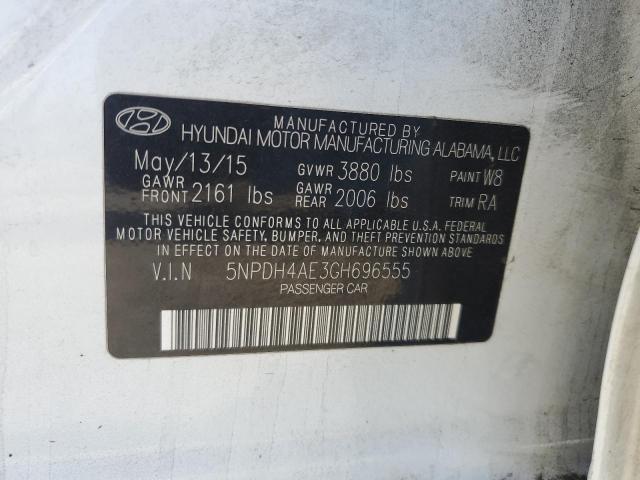 MANUFACTURED BY
HYUNDAI MOTOR MANUFACTURING ALABAMA, LLC
May/13/15 GVWR 3880 lbs PAINT W8
GAWR FRONT 2161 lbs GAWR REAR 2006 lbs TRIM RA
THIS VEHICLE CONFORMS TO ALL APPLICABLE U.S.A. FEDERAL
MOTOR VEHICLE SAFETY, BUMPER, AND THEFT PREVENTION STANDARDS
IN EFFECT ON THE DATE OF MANUFACTURE SHOWN ABOVE
V.I.N 5NPDH4AE3GH696555
PASSENGER CAR